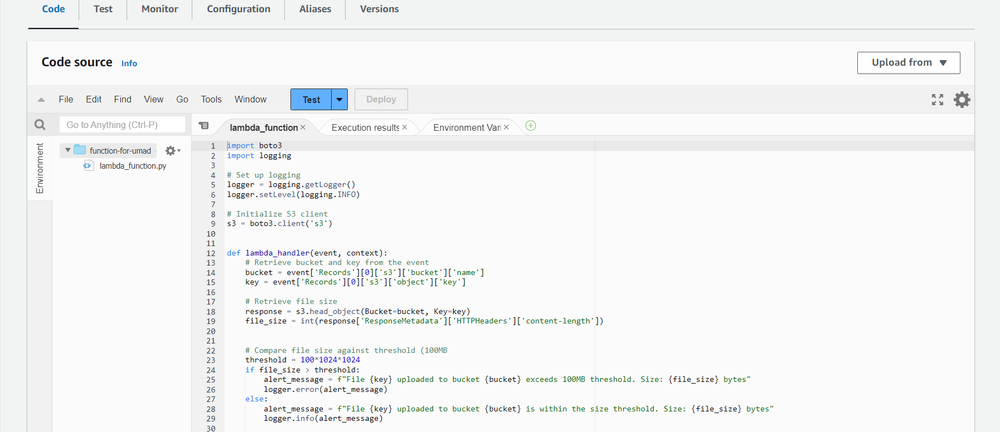 Code Test Monitor Configuration Aliases Versions
Code source Info
Upload from
File Edit Find View Go Tools Window Test Deploy
Go to Anything (Ctrl-P)
lambda_function Execution results Environment Vari
Environment
function-for-umad -
lambda_function.py
1 import boto3
2 import logging
3
4 # Set up logging
5 logger = logging.getLogger()
6 logger.setLevel(logging.INFO)
7
8 # Initialize S3 client
9 s3 = boto3.client('s3')
10
11
12 def lambda_handler(event, context):
13     # Retrieve bucket and key from the event
14     bucket = event['Records'][0]['s3']['bucket']['name']
15     key = event['Records'][0]['s3']['object']['key']
16
17     # Retrieve file size
18     response = s3.head_object(Bucket=bucket, Key=key)
19     file_size = int(response['ResponseMetadata']['HTTPHeaders']['content-length'])
20
21
22     # Compare file size against threshold (100MB
23     threshold = 100*1024*1024
24     if file_size > threshold:
25         alert_message = f"File {key} uploaded to bucket {bucket} exceeds 100MB threshold. Size: {file_size} bytes"
26         logger.error(alert_message)
27     else:
28         alert_message = f"File {key} uploaded to bucket {bucket} is within the size threshold. Size: {file_size} bytes"
29         logger.info(alert_message)
30